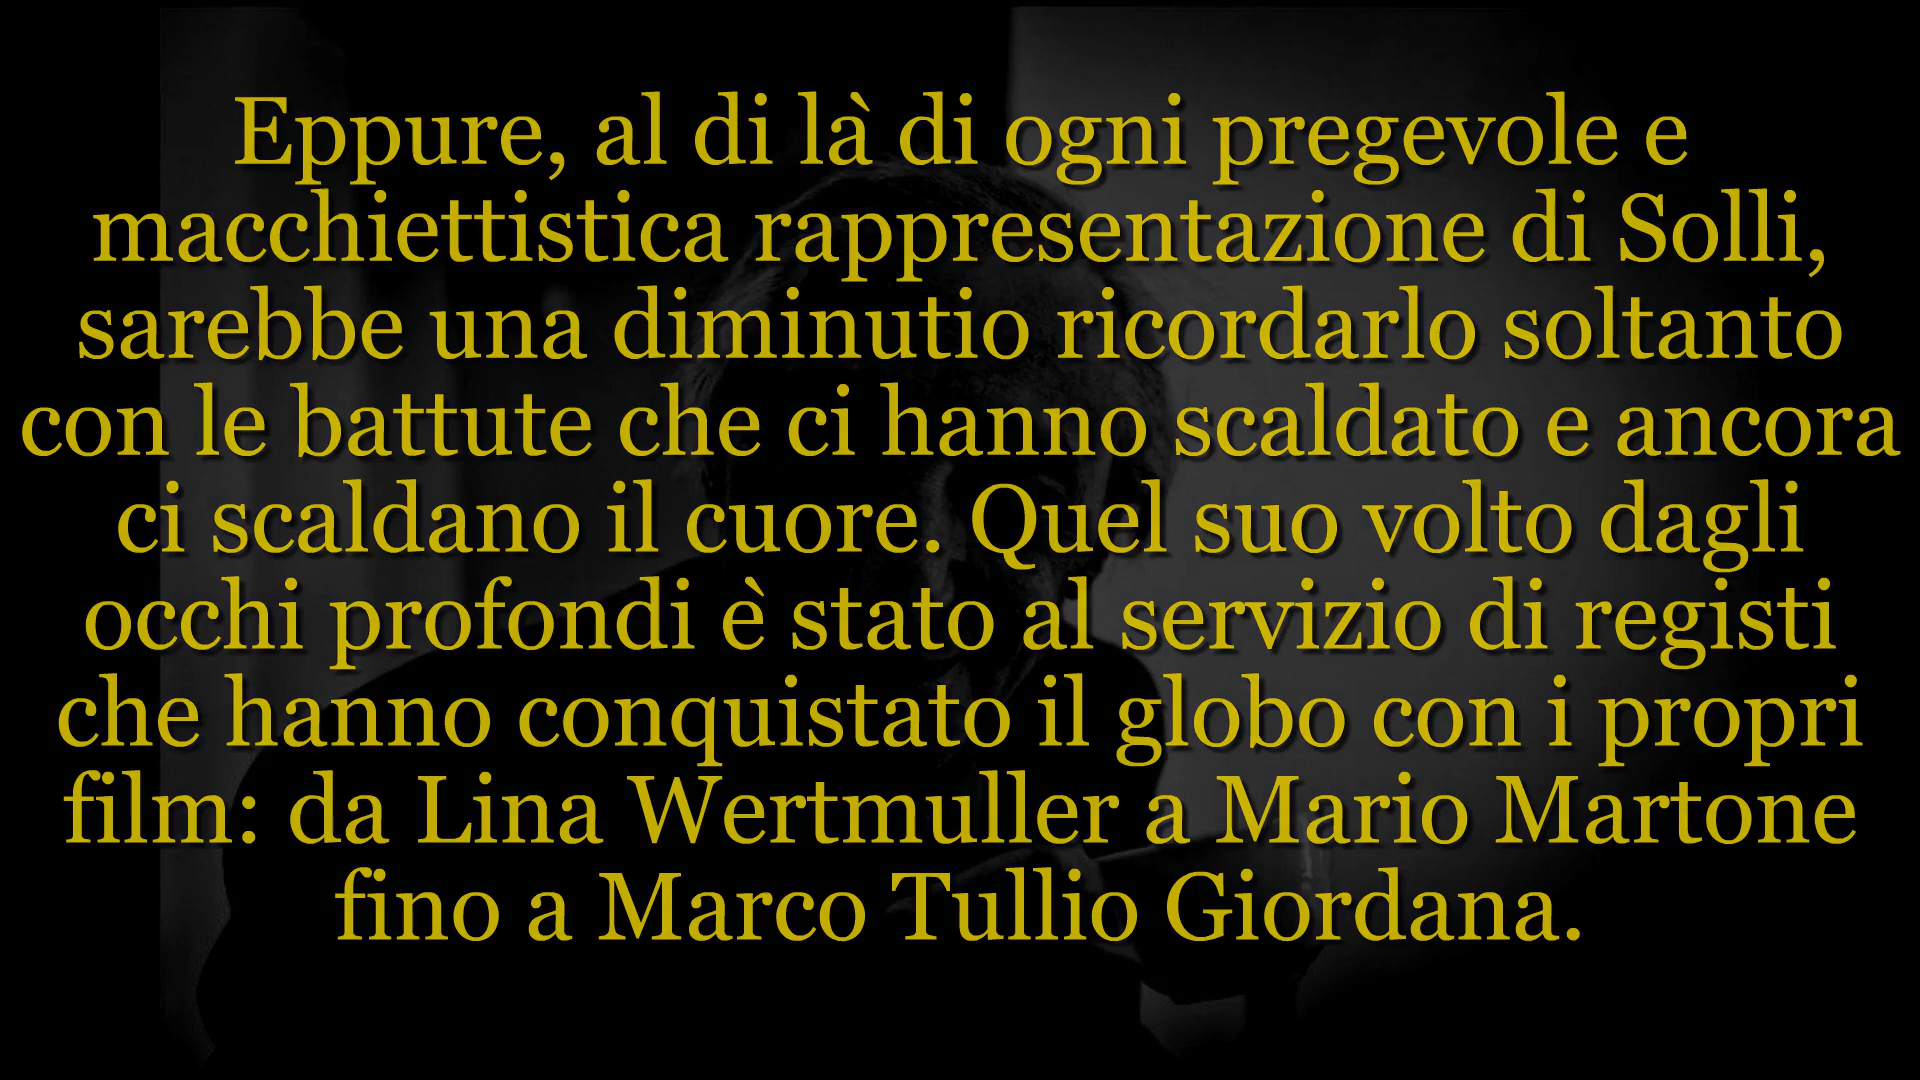 Eppure, al di là di ogni pregevole e
macchiettistica rappresentazione di Solli,
sarebbe una diminutio ricordarlo soltanto
con le battute che ci hanno scaldato e ancora
ci scaldano il cuore. Quel suo volto dagli
occhi profondi è stato al servizio di registi
che hanno conquistato il globo con i propri
film: da Lina Wertmuller a Mario Martone
fino a Marco Tullio Giordana.